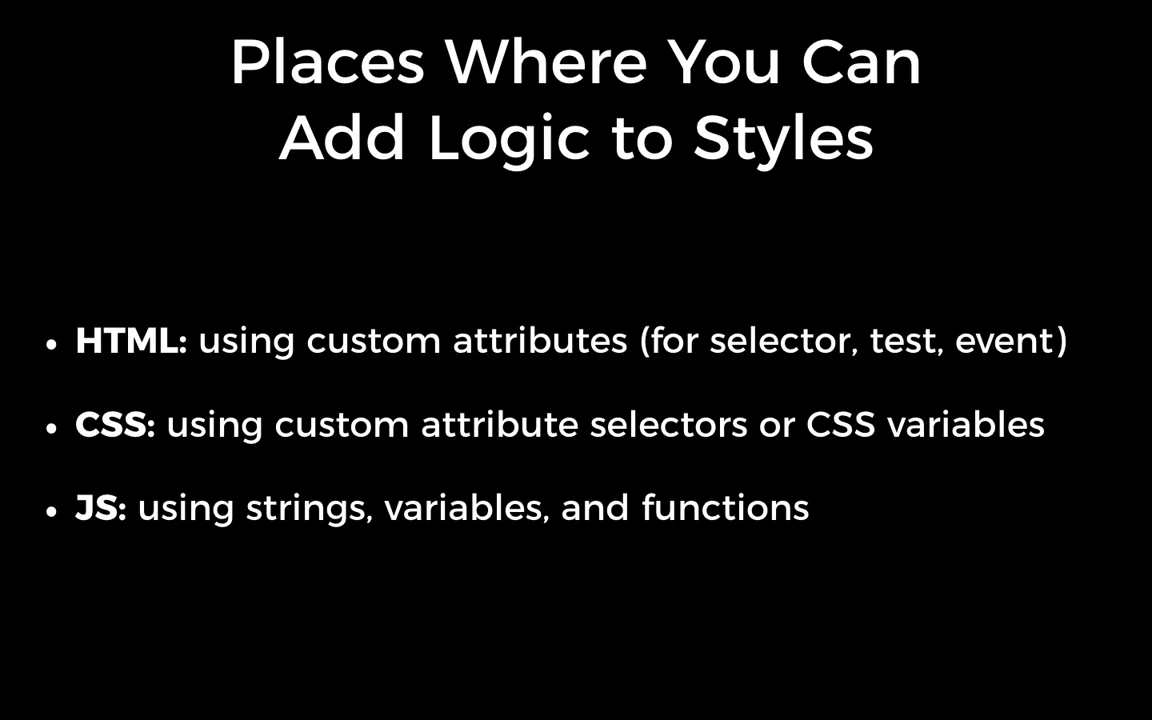 Places Where You Can
Add Logic to Styles
• HTML: using custom attributes (for selector, test, event)
• CSS: using custom attribute selectors or CSS variables
• JS: using strings, variables, and functions